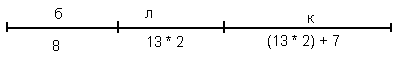 б л к
8 13 * 2 (13 * 2) + 7